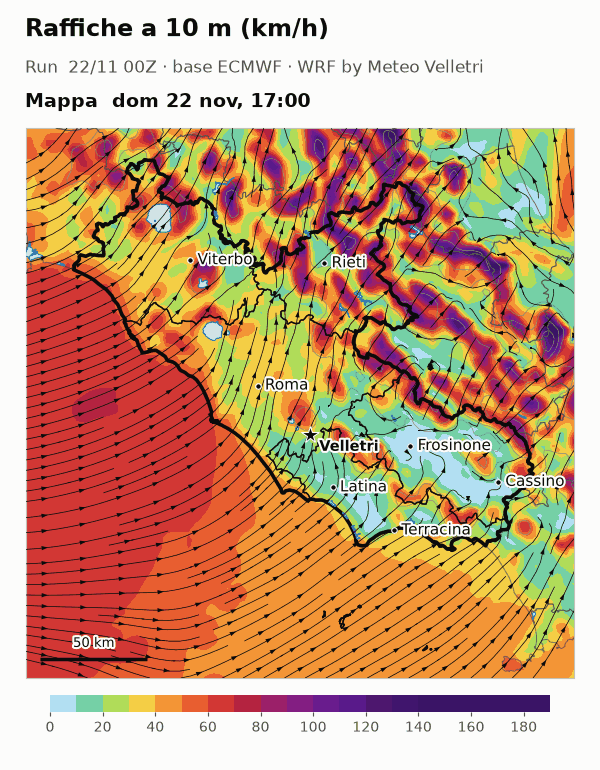 Raffiche a 10 m (km/h)
Run  22/11 00Z · base ECMWF · WRF by Meteo Velletri
Mappa  dom 22 nov, 17:00
Viterbo
Rieti
Roma
Velletri
Frosinone
Cassino
Latina
Terracina
50 km
0 20 40 60 80 100 120 140 160 180